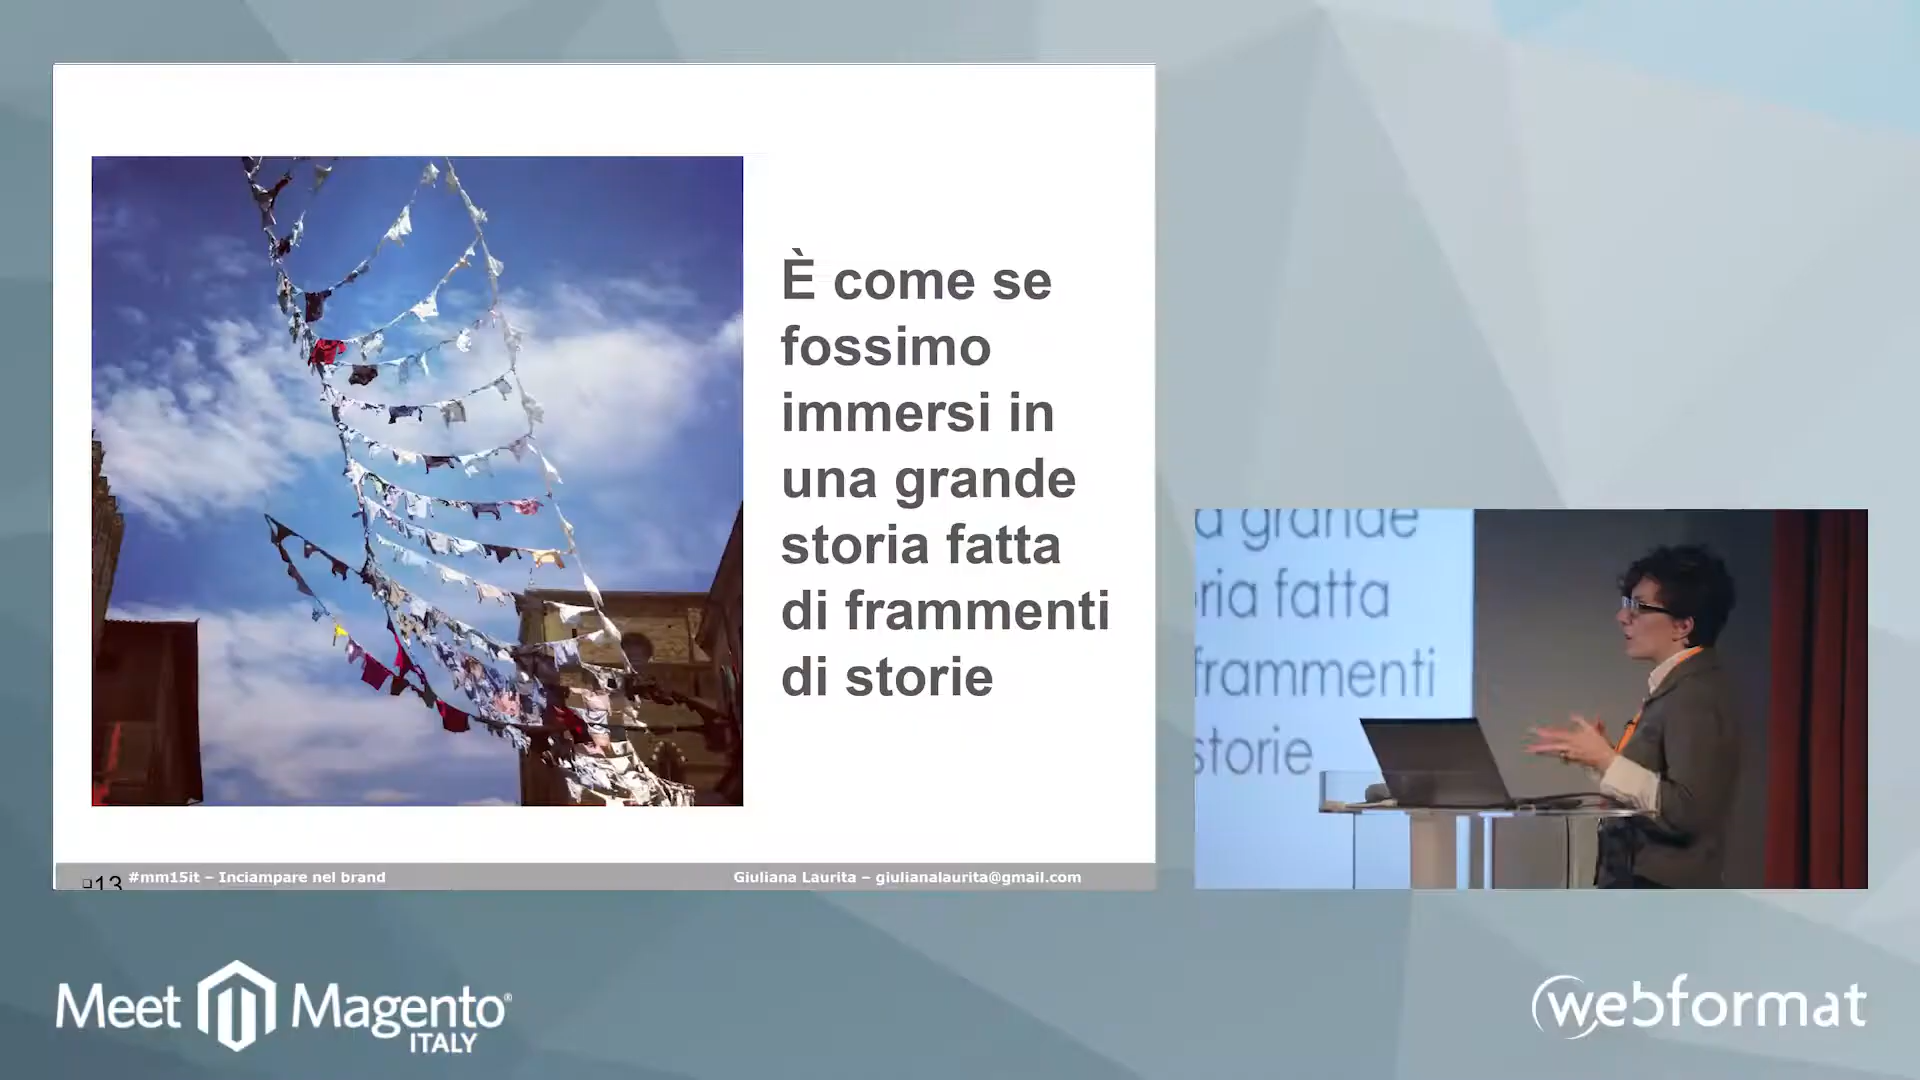 È come se
fossimo
immersi in
una grande
storia fatta
di frammenti
di storie
13
#mm15it – Inciampare nel brand
Giuliana Laurita – giulianalaurita@gmail.com
grande
ria fatta
frammenti
storie
Meet Magento®
ITALY
webformat